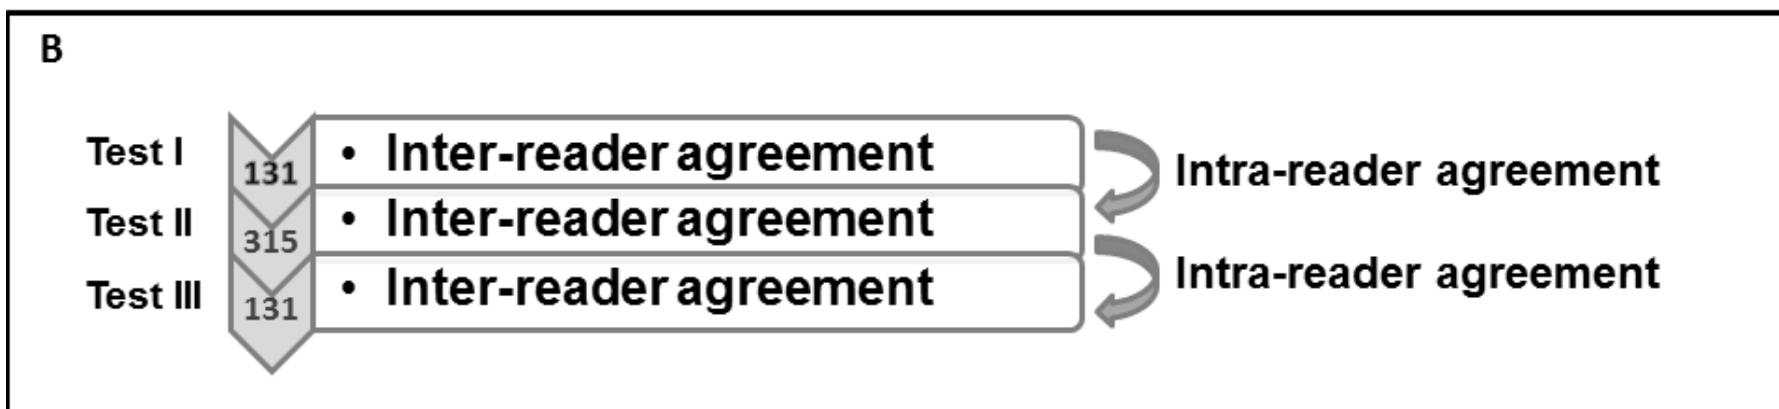 B
Test I
131
• Inter-reader agreement
Intra-reader agreement
Test II
315
• Inter-reader agreement
Intra-reader agreement
Test III
131
• Inter-reader agreement